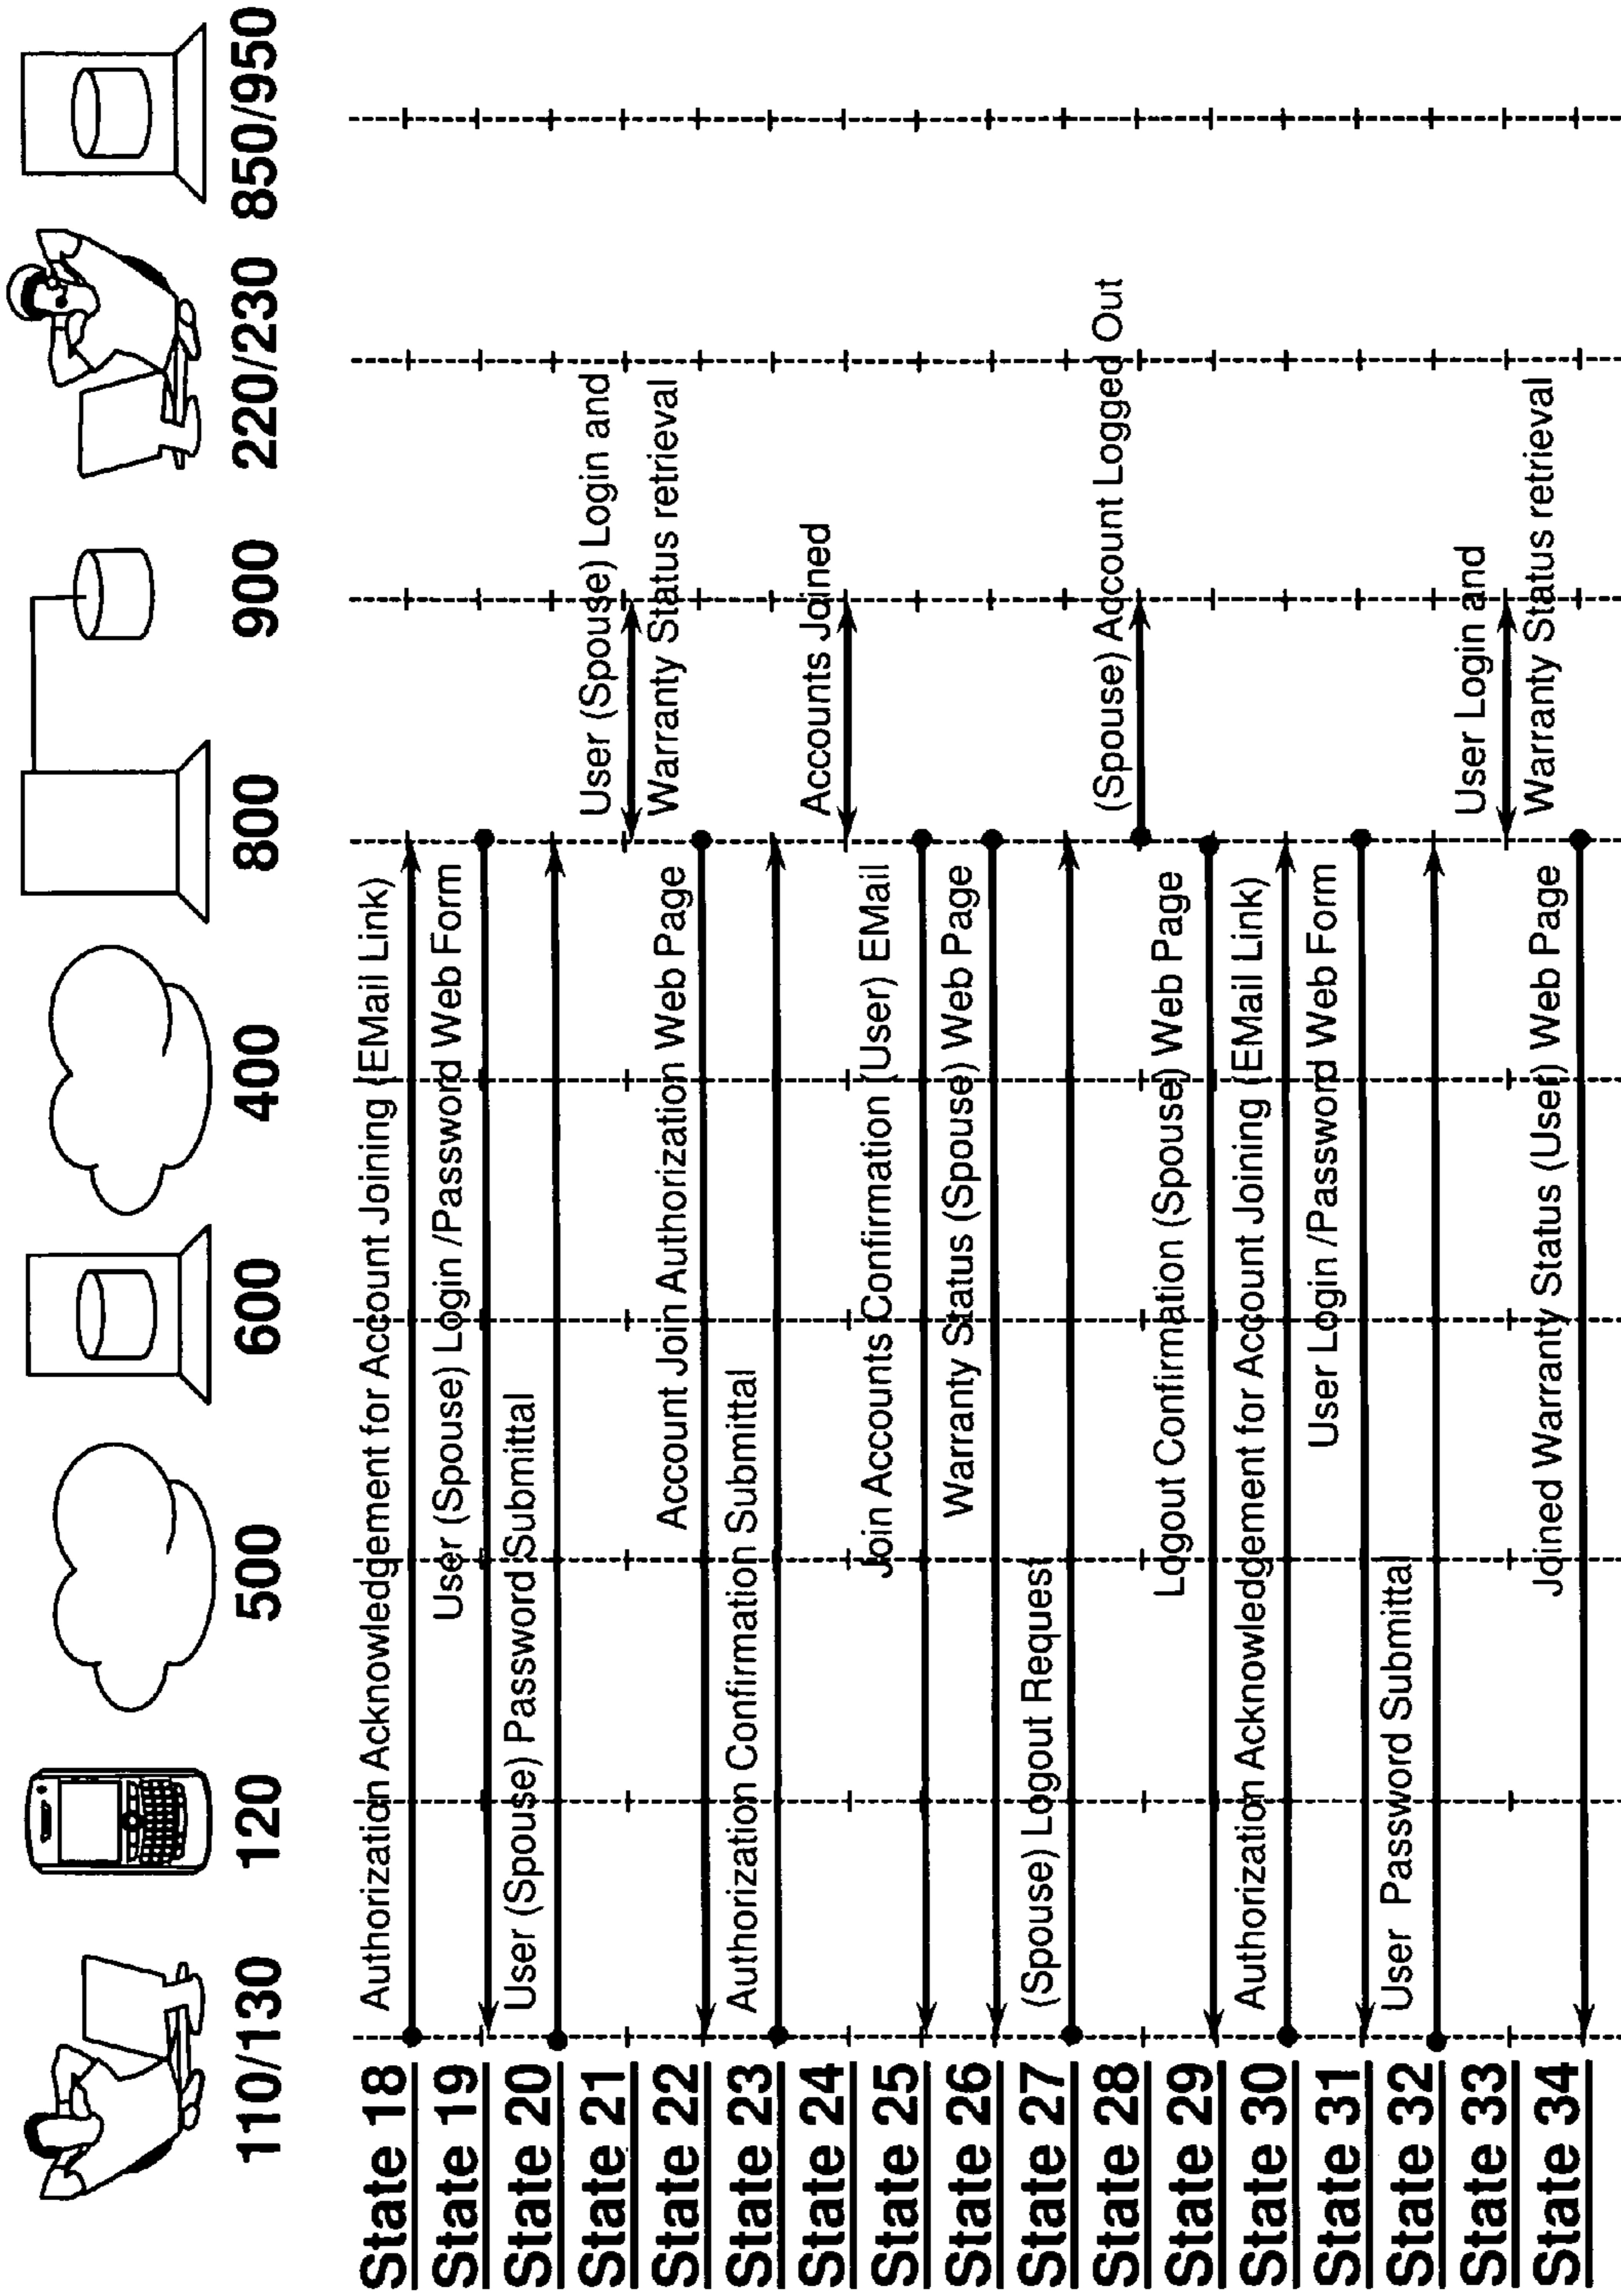 110/130
120
500
600
400
800
900
220/230
850/950
State 18
Authorization Acknowledgement for Account Joining (EMail Link)
State 19
User (Spouse) Login /Password Web Form
State 20
User (Spouse) Password Submittal
State 21
User (Spouse) Login and
Warranty Status retrieval
State 22
Account Join Authorization Web Page
State 23
Authorization Confirmation Submittal
State 24
Accounts Joined
State 25
Join Accounts Confirmation (User) EMail
State 26
Warranty Status (Spouse) Web Page
State 27
(Spouse) Logout Request
State 28
(Spouse) Account Logged Out
State 29
Logout Confirmation (Spouse) Web Page
State 30
Authorization Acknowledgement for Account Joining (EMail Link)
State 31
User Login /Password Web Form
State 32
User Password Submittal
State 33
User Login and
Warranty Status retrieval
State 34
Joined Warranty Status (User) Web Page